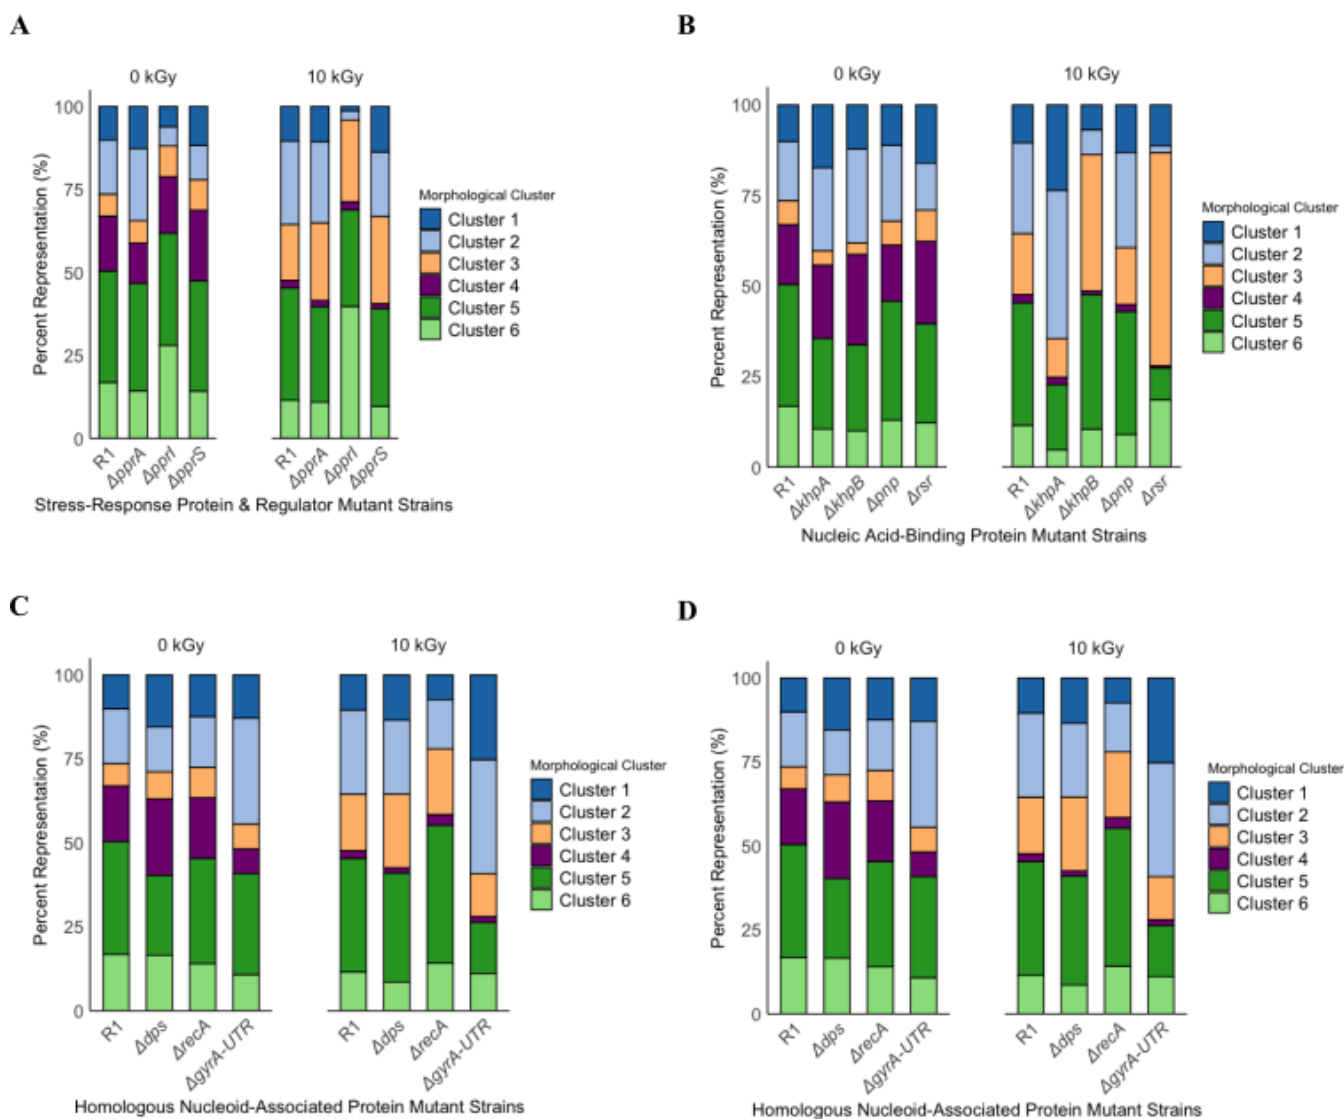 A
0 kGy
10 kGy
100
75
50
25
0
Percent Representation (%)
R1
ΔpprA
ΔpprI
ΔpprS
R1
ΔpprA
ΔpprI
ΔpprS
Stress-Response Protein & Regulator Mutant Strains
Morphological Cluster
Cluster 1
Cluster 2
Cluster 3
Cluster 4
Cluster 5
Cluster 6
B
0 kGy
10 kGy
100
75
50
25
0
Percent Representation (%)
R1
ΔkhpA
ΔkhpB
Δpnp
Δrsr
R1
ΔkhpA
ΔkhpB
Δpnp
Δrsr
Nucleic Acid-Binding Protein Mutant Strains
Morphological Cluster
Cluster 1
Cluster 2
Cluster 3
Cluster 4
Cluster 5
Cluster 6
C
0 kGy
10 kGy
100
75
50
25
0
Percent Representation (%)
R1
Δdps
ΔrecA
ΔgyrA-UTR
R1
Δdps
ΔrecA
ΔgyrA-UTR
Homologous Nucleoid-Associated Protein Mutant Strains
Morphological Cluster
Cluster 1
Cluster 2
Cluster 3
Cluster 4
Cluster 5
Cluster 6
D
0 kGy
10 kGy
100
75
50
25
0
Percent Representation (%)
R1
Δdps
ΔrecA
ΔgyrA-UTR
R1
Δdps
ΔrecA
ΔgyrA-UTR
Homologous Nucleoid-Associated Protein Mutant Strains
Morphological Cluster
Cluster 1
Cluster 2
Cluster 3
Cluster 4
Cluster 5
Cluster 6